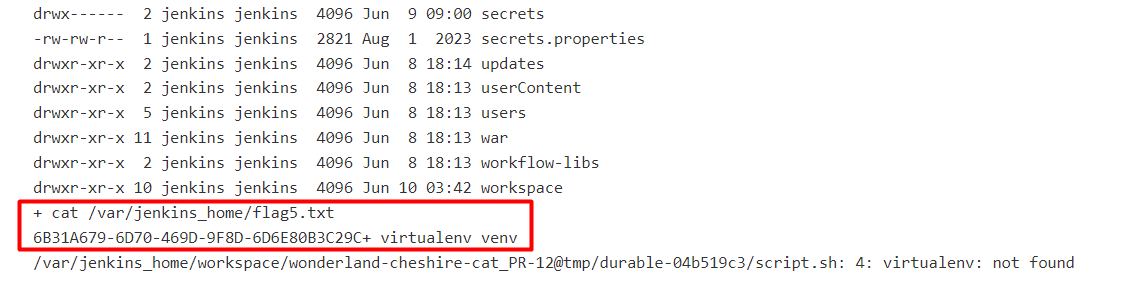 drwx------  2 jenkins jenkins  4096 Jun  9 09:00 secrets
-rw-rw-r--  1 jenkins jenkins  2821 Aug  1  2023 secrets.properties
drwxr-xr-x  2 jenkins jenkins  4096 Jun  8 18:14 updates
drwxr-xr-x  2 jenkins jenkins  4096 Jun  8 18:13 userContent
drwxr-xr-x  5 jenkins jenkins  4096 Jun  8 18:13 users
drwxr-xr-x 11 jenkins jenkins  4096 Jun  8 18:13 war
drwxr-xr-x  2 jenkins jenkins  4096 Jun  8 18:13 workflow-libs
drwxr-xr-x 10 jenkins jenkins  4096 Jun 10 03:42 workspace
+ cat /var/jenkins_home/flag5.txt
6B31A679-6D70-469D-9F8D-6D6E80B3C29C+ virtualenv venv
/var/jenkins_home/workspace/wonderland-cheshire-cat_PR-12@tmp/durable-04b519c3/script.sh: 4: virtualenv: not found